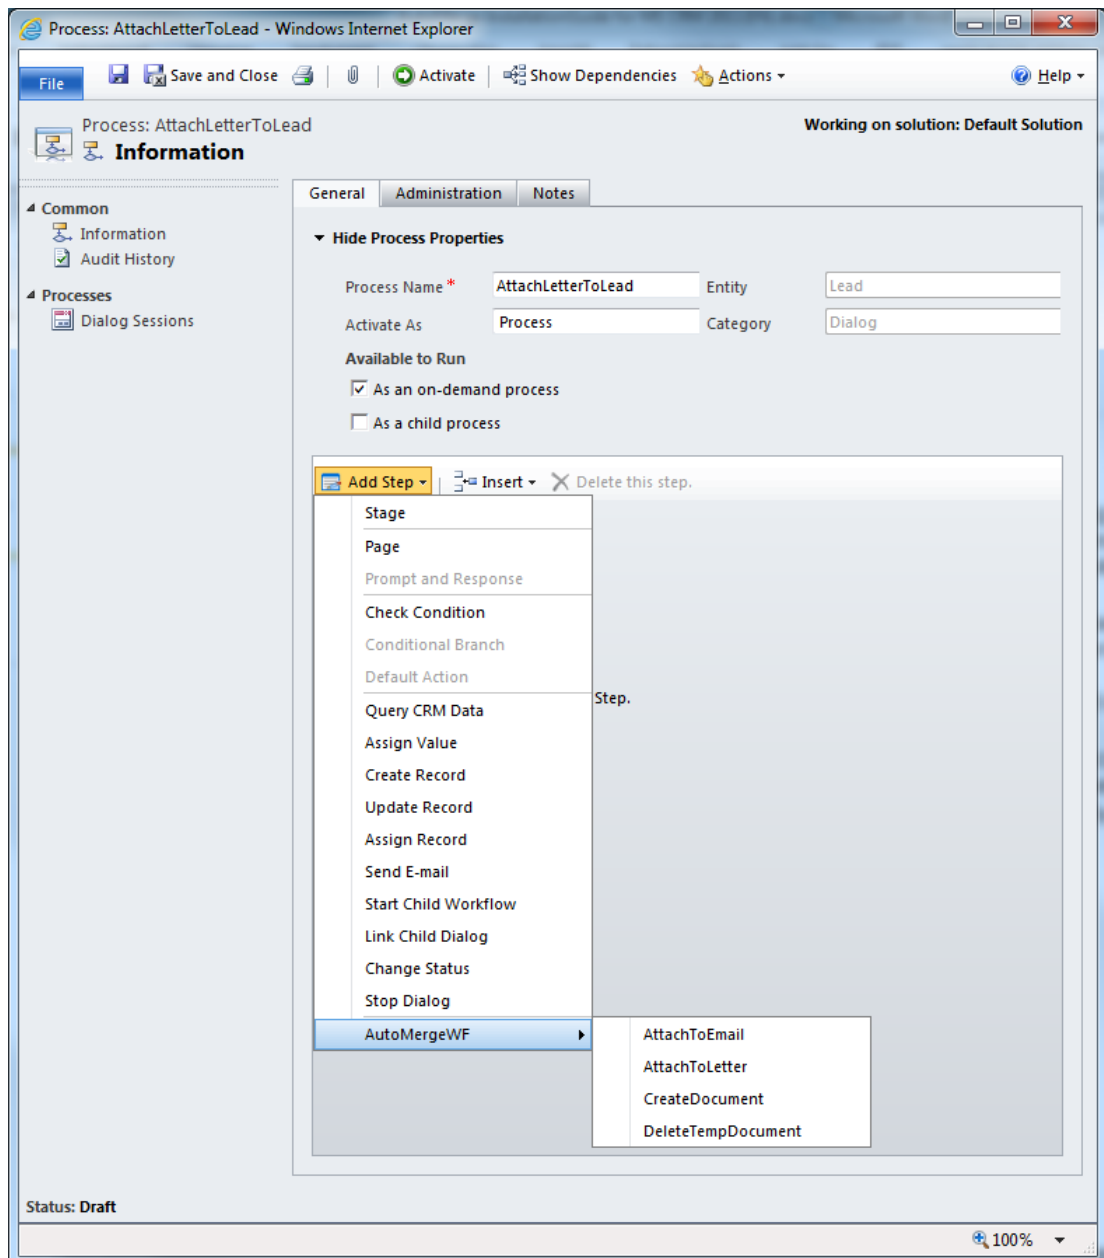 Process: AttachLetterToLead - Windows Internet Explorer
File Save and Close Activate Show Dependencies Actions Help
Process: AttachLetterToLead
Information
Working on solution: Default Solution
Common
Information
Audit History
Processes
Dialog Sessions
General Administration Notes
Hide Process Properties
Process Name* AttachLetterToLead Entity Lead
Activate As Process Category Dialog
Available to Run
As an on-demand process
As a child process
Add Step Insert Delete this step.
Stage
Page
Prompt and Response
Check Condition
Conditional Branch
Default Action
Step.
Query CRM Data
Assign Value
Create Record
Update Record
Assign Record
Send E-mail
Start Child Workflow
Link Child Dialog
Change Status
Stop Dialog
AutoMergeWF
AttachToEmail
AttachToLetter
CreateDocument
DeleteTempDocument
Status: Draft
100%